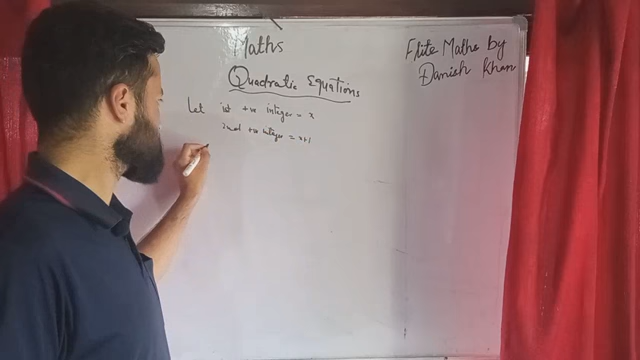 Maths
Elite Maths by
Danish Khan
Quadratic Equations
Let 1st +ve integer = x
2nd +ve integer = x+1